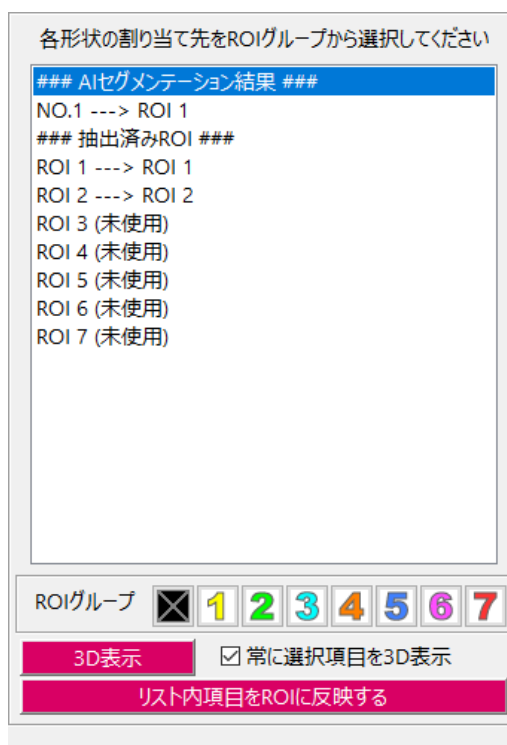 各形状の割り当て先をROIグループから選択してください
### AIセグメンテーション結果 ###
NO.1 ---> ROI 1
### 抽出済みROI ###
ROI 1 ---> ROI 1
ROI 2 ---> ROI 2
ROI 3 (未使用)
ROI 4 (未使用)
ROI 5 (未使用)
ROI 6 (未使用)
ROI 7 (未使用)
ROIグループ 1 2 3 4 5 6 7
3D表示 常に選択項目を3D表示
リスト内項目をROIに反映する